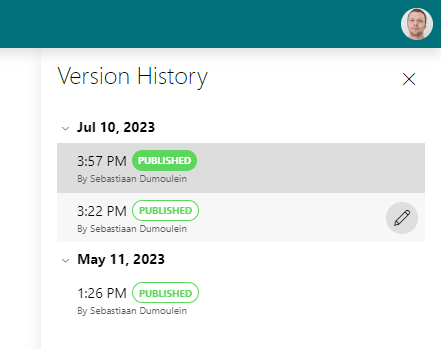 Version History
Jul 10, 2023
3:57 PM PUBLISHED
By Sebastiaan Dumoulein
3:22 PM PUBLISHED
By Sebastiaan Dumoulein
May 11, 2023
1:26 PM PUBLISHED
By Sebastiaan Dumoulein